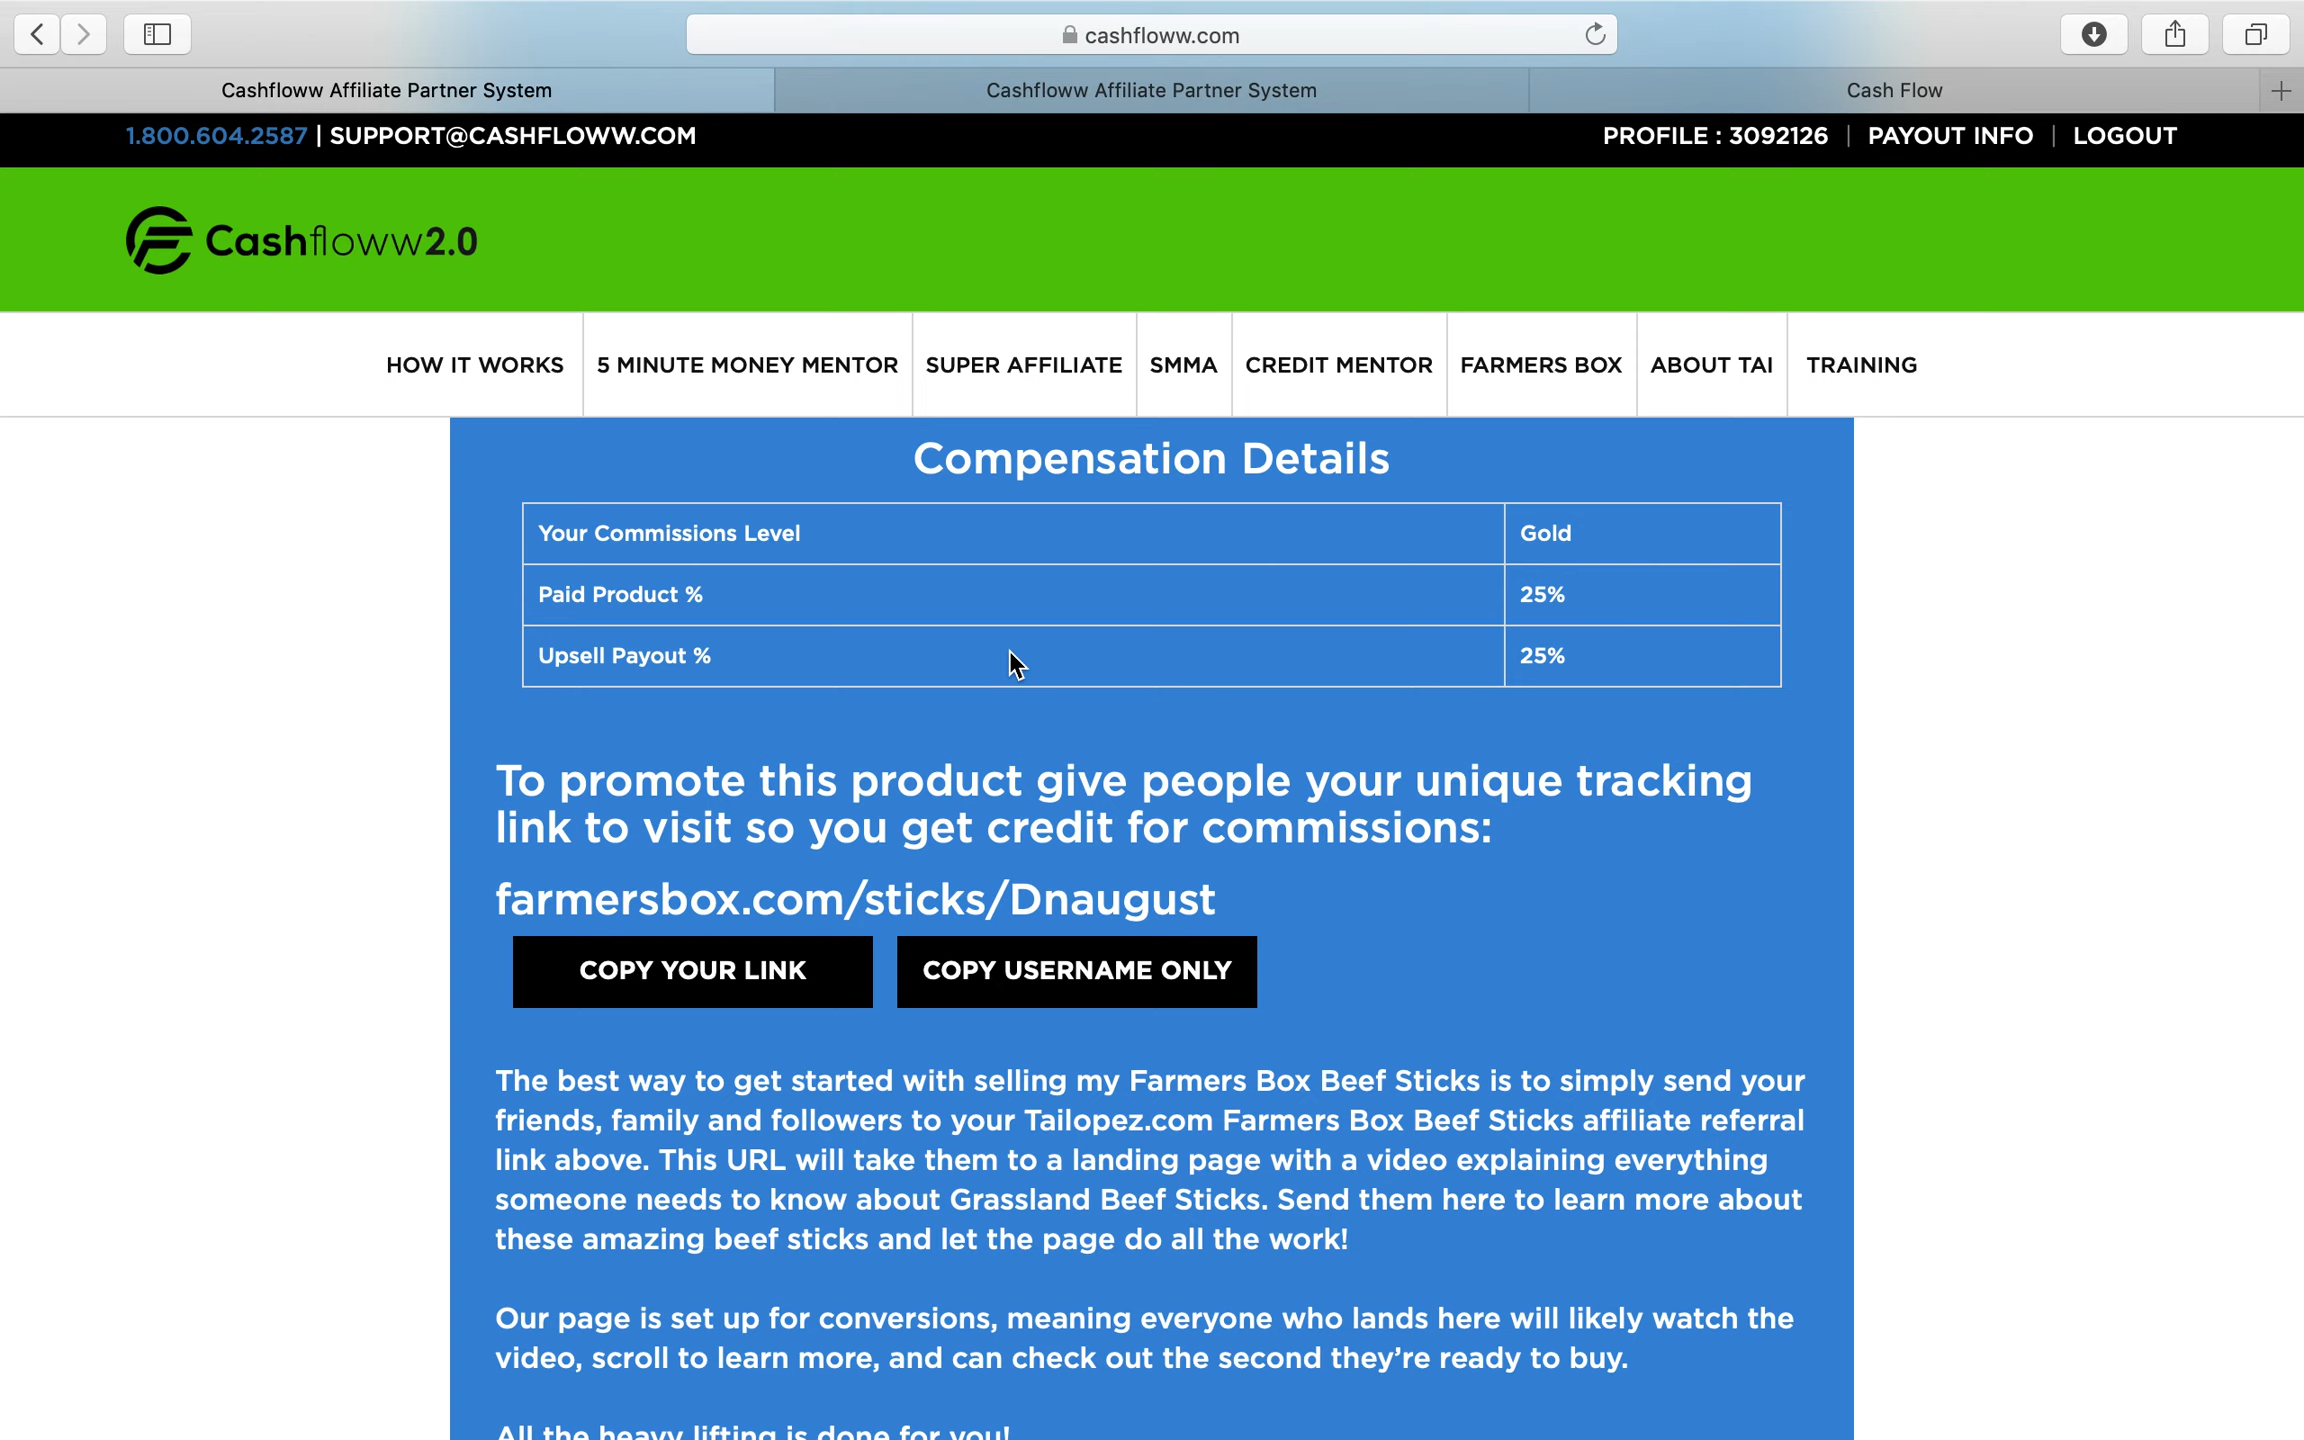 cashfloww.com
Cashfloww Affiliate Partner System
Cashfloww Affiliate Partner System
Cash Flow
1.800.604.2587 | SUPPORT@CASHFLOWW.COM
PROFILE : 3092126 | PAYOUT INFO | LOGOUT
Cashfloww2.0
HOW IT WORKS
5 MINUTE MONEY MENTOR
SUPER AFFILIATE
SMMA
CREDIT MENTOR
FARMERS BOX
ABOUT TAI
TRAINING
Compensation Details
Your Commissions Level Gold
Paid Product % 25%
Upsell Payout % 25%
To promote this product give people your unique tracking
link to visit so you get credit for commissions:
farmersbox.com/sticks/Dnaugust
COPY YOUR LINK
COPY USERNAME ONLY
The best way to get started with selling my Farmers Box Beef Sticks is to simply send your
friends, family and followers to your Tailopez.com Farmers Box Beef Sticks affiliate referral
link above. This URL will take them to a landing page with a video explaining everything
someone needs to know about Grassland Beef Sticks. Send them here to learn more about
these amazing beef sticks and let the page do all the work!
Our page is set up for conversions, meaning everyone who lands here will likely watch the
video, scroll to learn more, and can check out the second they're ready to buy.
All the heavy lifting is done for you!